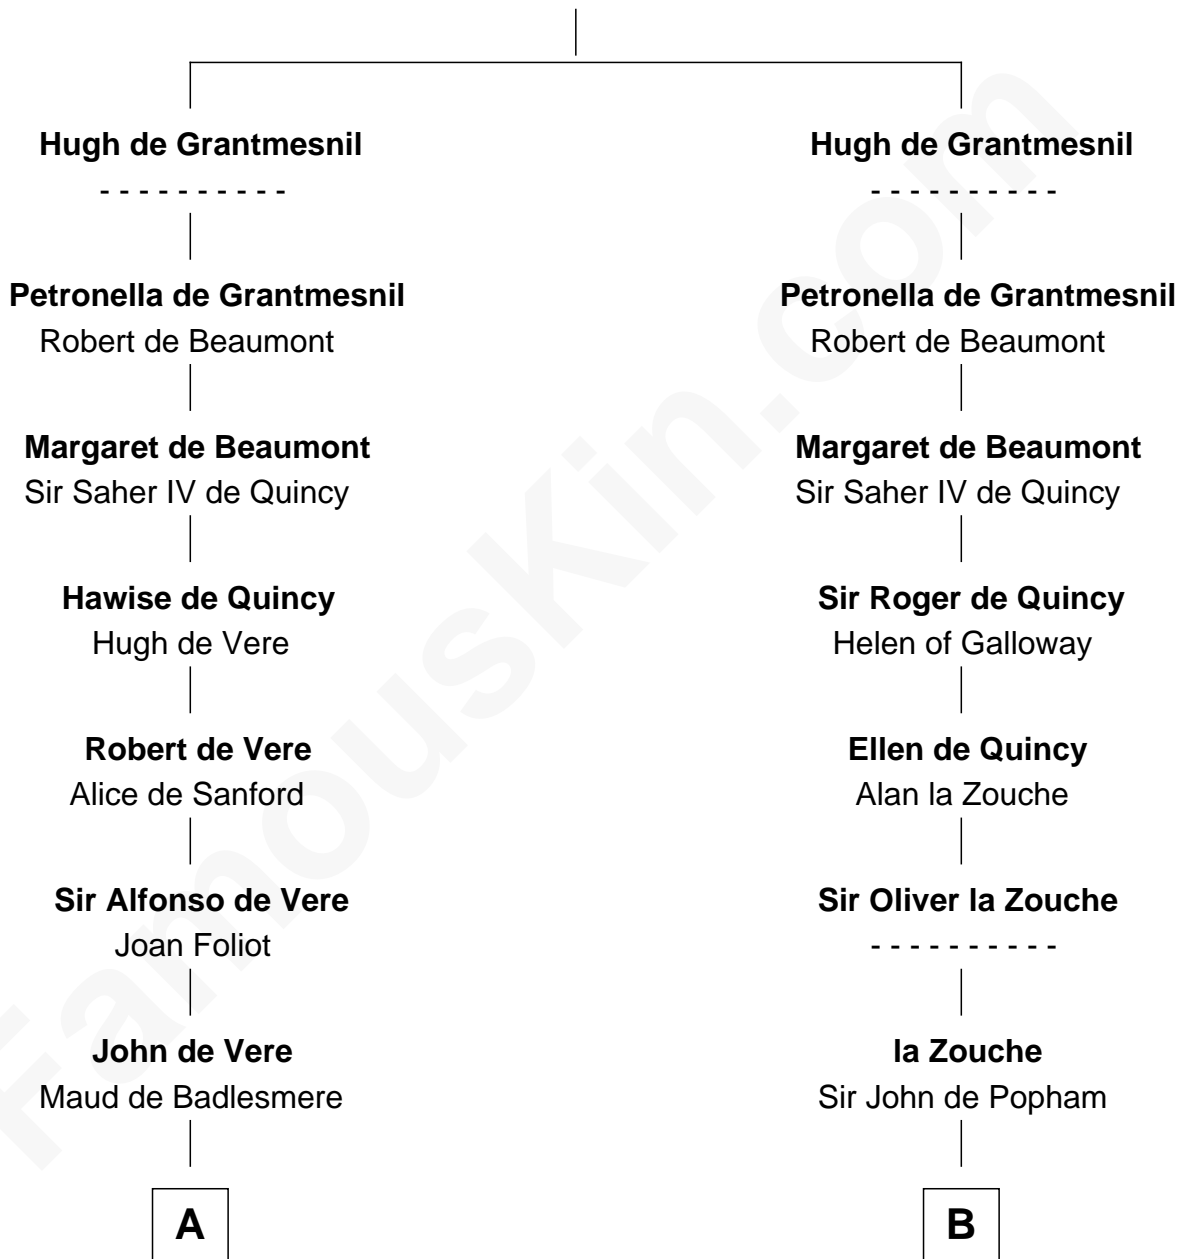 Hugh de Grantmesnil
Hugh de Grantmesnil
- - - - - - - - - -
- - - - - - - - - -
Petronella de Grantmesnil
Petronella de Grantmesnil
Robert de Beaumont
Robert de Beaumont
Margaret de Beaumont
Margaret de Beaumont
Sir Saher IV de Quincy
Sir Saher IV de Quincy
Hawise de Quincy
Sir Roger de Quincy
Hugh de Vere
Helen of Galloway
Robert de Vere
Ellen de Quincy
Alice de Sanford
Alan la Zouche
Sir Alfonso de Vere
Sir Oliver la Zouche
Joan Foliot
- - - - - - - - - -
John de Vere
la Zouche
Maud de Badlesmere
Sir John de Popham
A
B
FamousKin.com